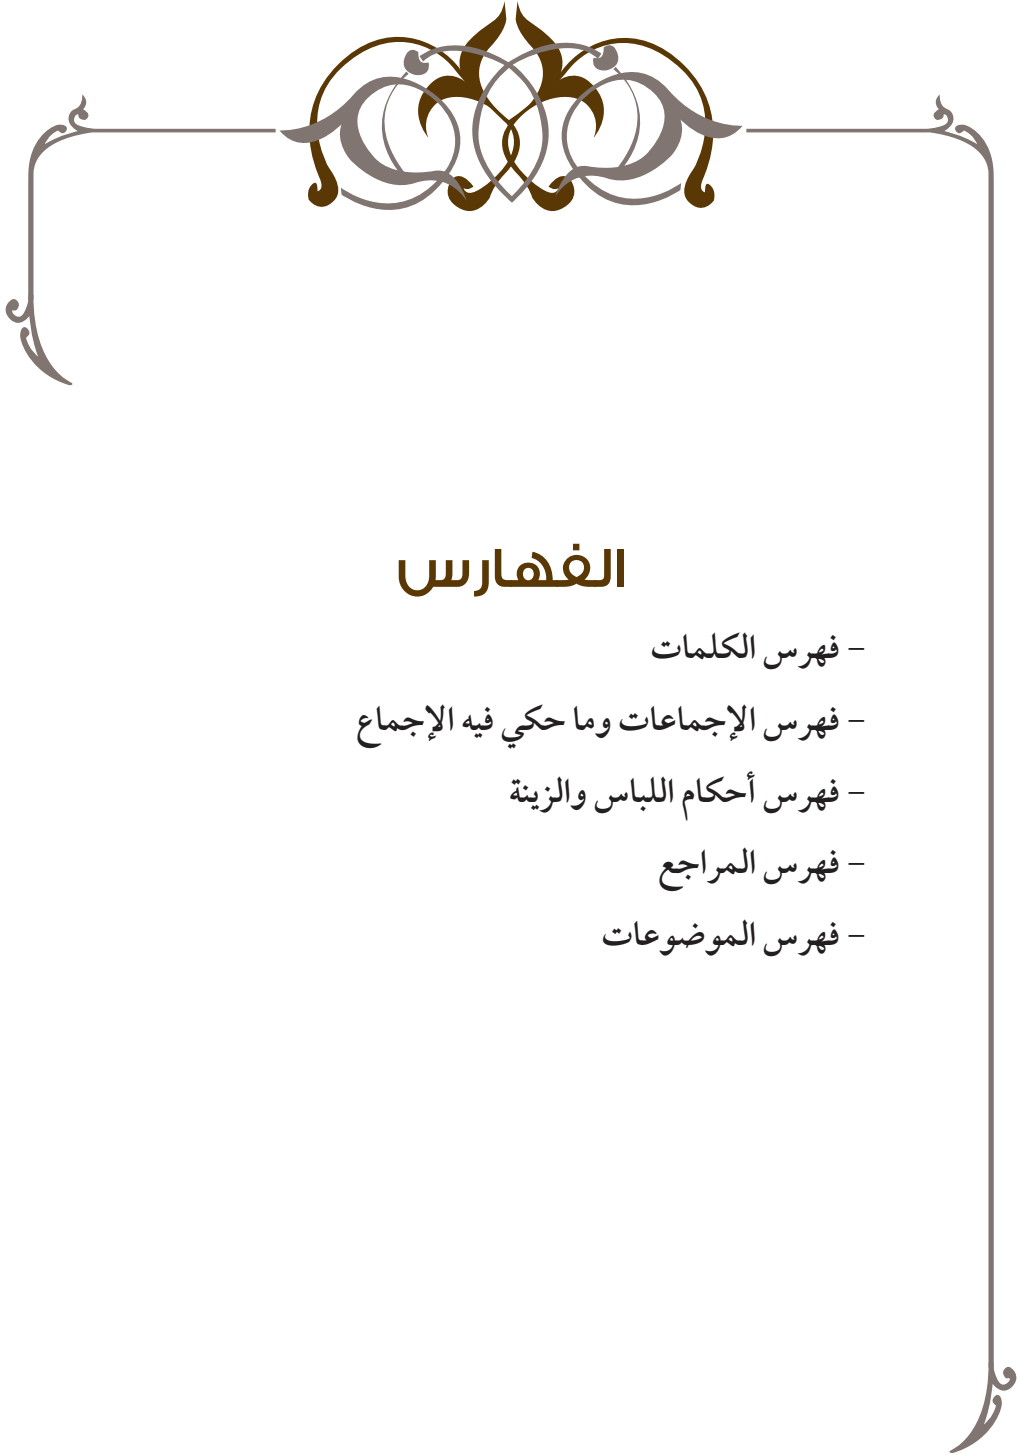 الفهارس
– فهرس الكلمات
– فهرس الإجماعات وما حكي فيه الإجماع
– فهرس أحكام اللباس والزينة
– فهرس المراجع
– فهرس الموضوعات